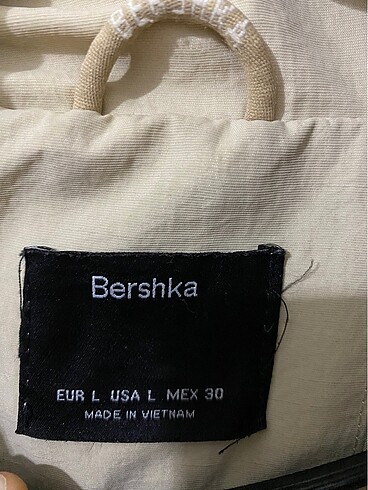 Bershka
EUR L USA L MEX 30
MADE IN VIETNAM